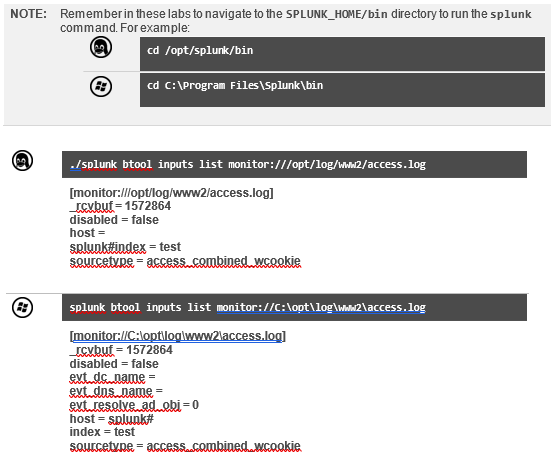 NOTE: Remember in these labs to navigate to the SPLUNK_HOME/bin directory to run the splunk
command. For example:
cd /opt/splunk/bin
cd C:\Program Files\Splunk\bin
./splunk btool inputs list monitor:///opt/log/www2/access.log
[monitor:///opt/log/www2/access.log]
_rcvbuf = 1572864
disabled = false
host =
splunk#index = test
sourcetype = access_combined_wcookie
splunk btool inputs list monitor://C:\opt\log\www2\access.log
[monitor://C:\opt\log\www2\access.log]
_rcvbuf = 1572864
disabled = false
evt_dc_name =
evt_dns_name =
evt_resolve_ad_obj = 0
host = splunk#
index = test
sourcetype = access_combined_wcookie